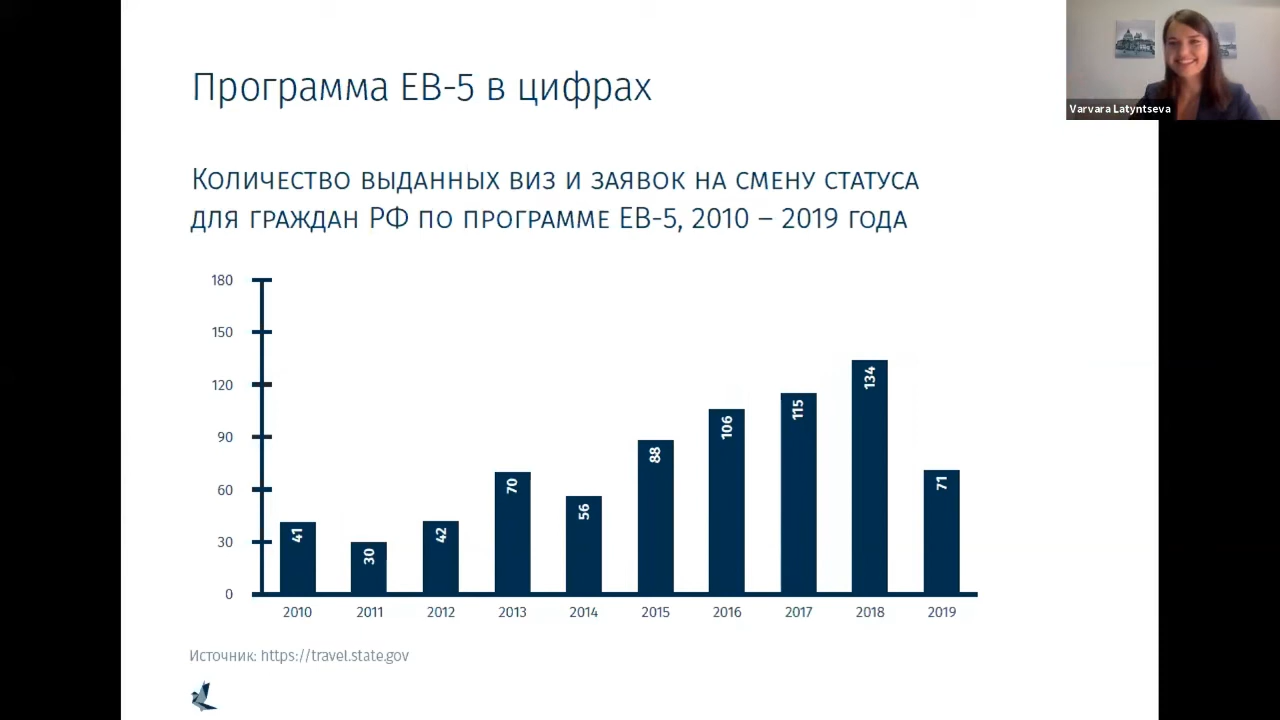 Программа EB-5 в цифрах
Varvara Latyntseva
Количество выданных виз и заявок на смену статуса
для граждан РФ по программе EB-5, 2010 – 2019 года
180
150
120
90
60
30
0
41
30
42
70
56
88
106
115
134
71
2010 2011 2012 2013 2014 2015 2016 2017 2018 2019
Источник: https://travel.state.gov